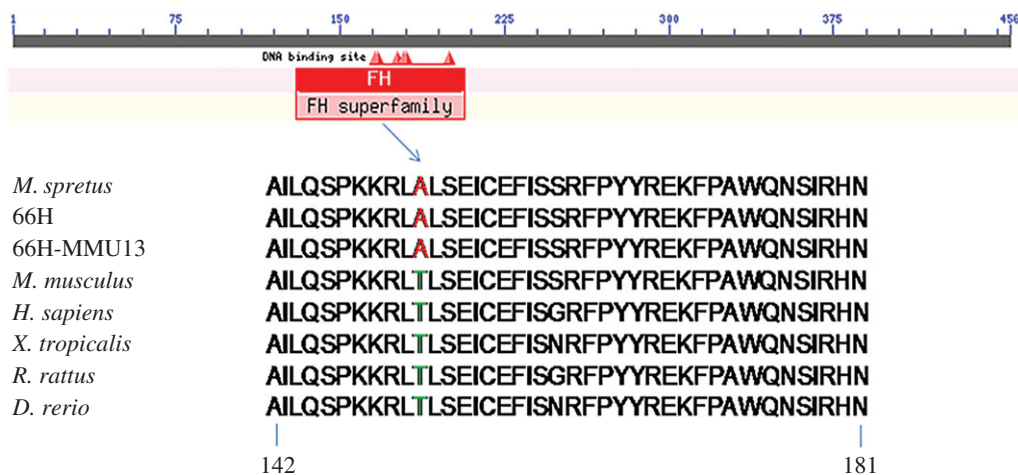 1 75 150 225 300 375 450
DNA binding site
FH
FH superfamily
M. spretus AILQSPKKRLALSEICEFISSRFPYYREKFPAWQNSIRHN
66H AILQSPKKRLALSEICEFISSRFPYYREKFPAWQNSIRHN
66H-MMU13 AILQSPKKRLALSEICEFISSRFPYYREKFPAWQNSIRHN
M. musculus AILQSPKKRLTLSEICEFISSRFPYYREKFPAWQNSIRHN
H. sapiens AILQSPKKRLTLSEICEFISGRFPYYREKFPAWQNSIRHN
X. tropicalis AILQSPKKRLTLSEICEFISNRFPYYREKFPAWQNSIRHN
R. rattus AILQSPKKRLTLSEICEFISGRFPYYREKFPAWQNSIRHN
D. rerio AILQSPKKRLTLSEICEFISNRFPYYREKFPAWQNSIRHN
142 181